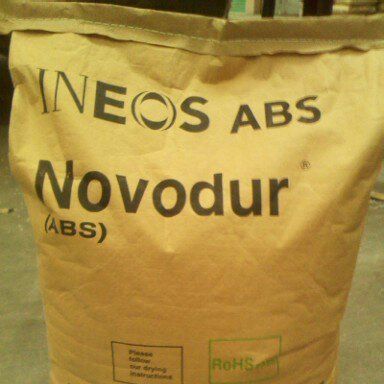 INEOS ABS
Novodur®
(ABS)
Please
follow
our drying
instructions
RoHS